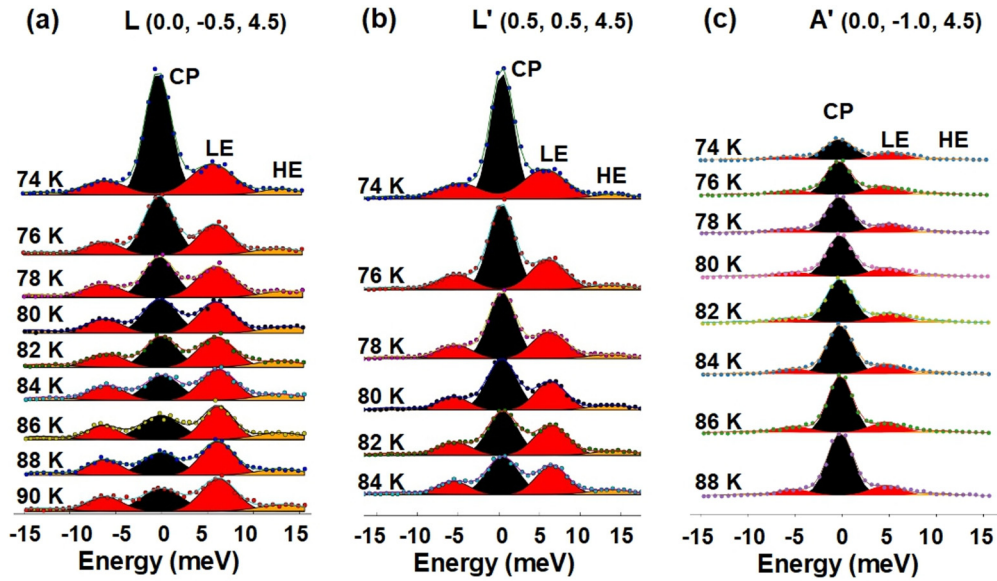 (a) L (0.0, -0.5, 4.5)
CP
LE
HE
74 K
76 K
78 K
80 K
82 K
84 K
86 K
88 K
90 K
-15 -10 -5 0 5 10 15
Energy (meV)
(b) L' (0.5, 0.5, 4.5)
CP
LE
HE
74 K
76 K
78 K
80 K
82 K
84 K
-15 -10 -5 0 5 10 15
Energy (meV)
(c) A' (0.0, -1.0, 4.5)
CP
LE HE
74 K
76 K
78 K
80 K
82 K
84 K
86 K
88 K
-15 -10 -5 0 5 10 15
Energy (meV)